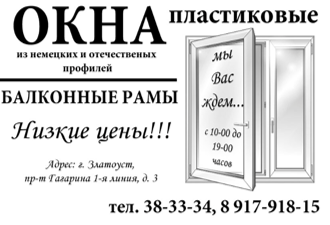 ОКНА
пластиковые
из немецких и отечественых
профилей
БАЛКОННЫЕ РАМЫ
Низкие цены!!!
Адрес: г. Златоуст,
пр-т Гагарина 1-я линия, д. 3
мы
Вас
ждем...
с 10-00 до
19-00
часов
тел. 38-33-34, 8 917-918-15